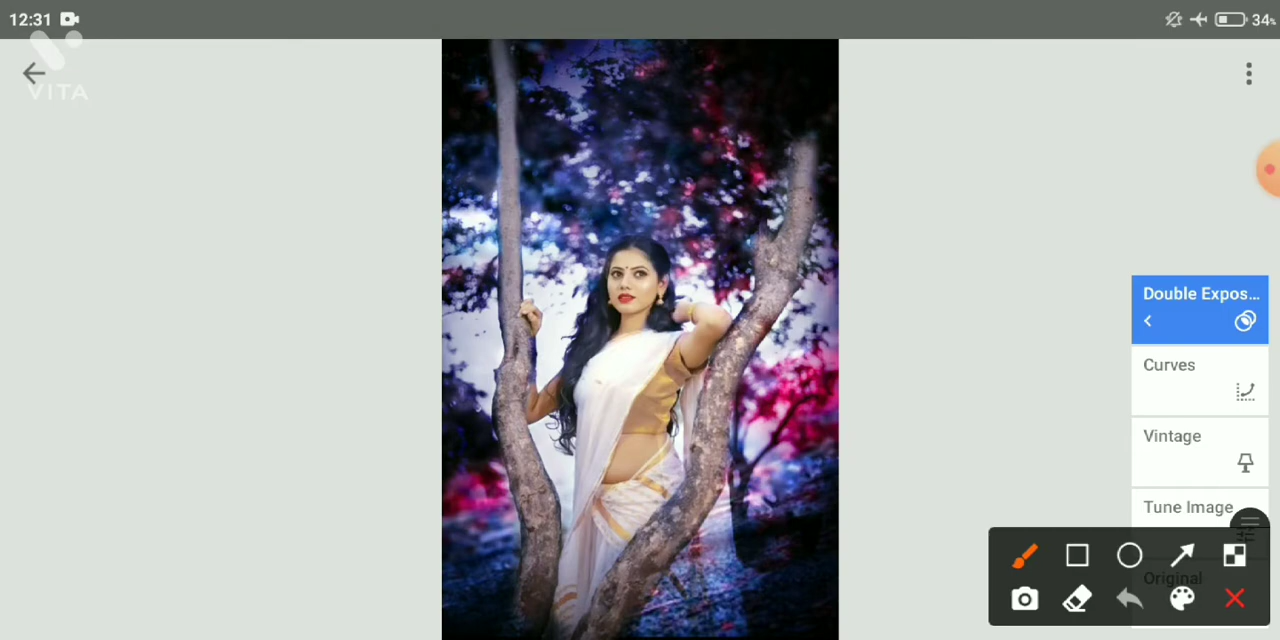 12:31
34%
VITA
Double Expos...
Curves
Vintage
Tune Image
Original